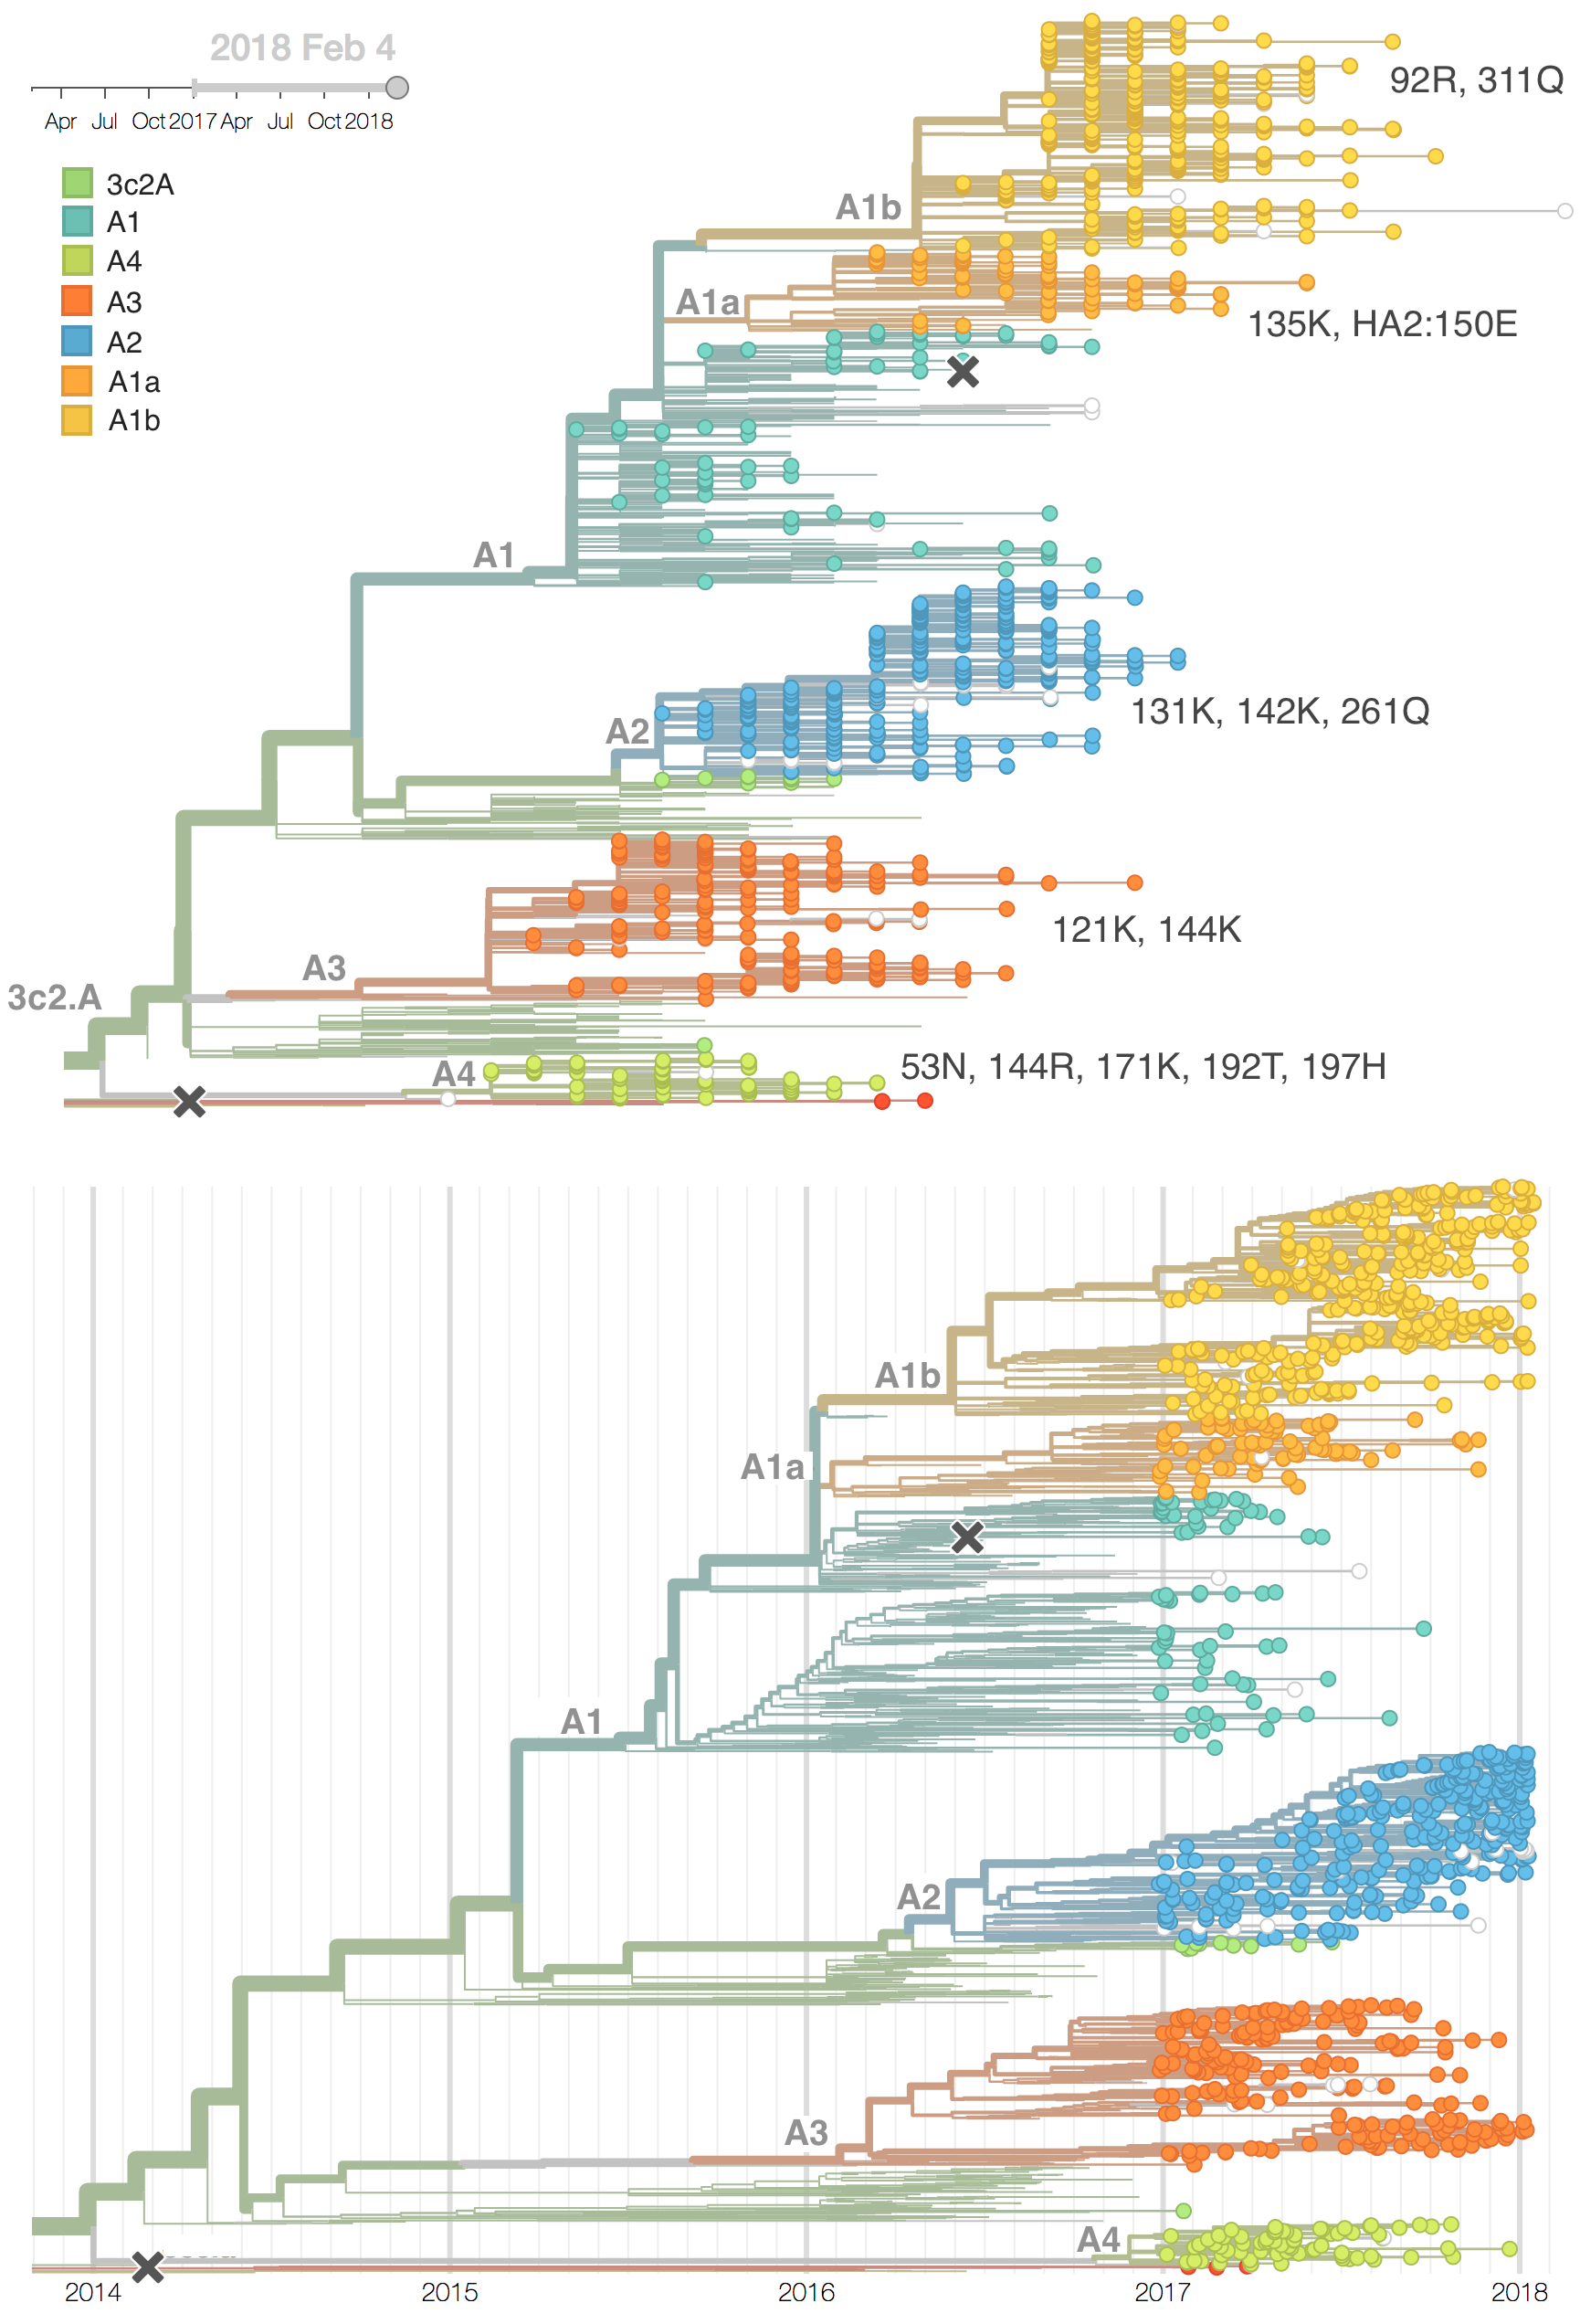 2018 Feb 4
Apr Jul Oct 2017 Apr Jul Oct 2018
3c2A
A1
A4
A3
A2
A1a
A1b
92R, 311Q
A1b
A1a
135K, HA2:150E
A1
A2
131K, 142K, 261Q
A3
121K, 144K
3c2.A
A4
53N, 144R, 171K, 192T, 197H
A1b
A1a
A1
A2
A3
A4
2014 2015 2016 2017 2018